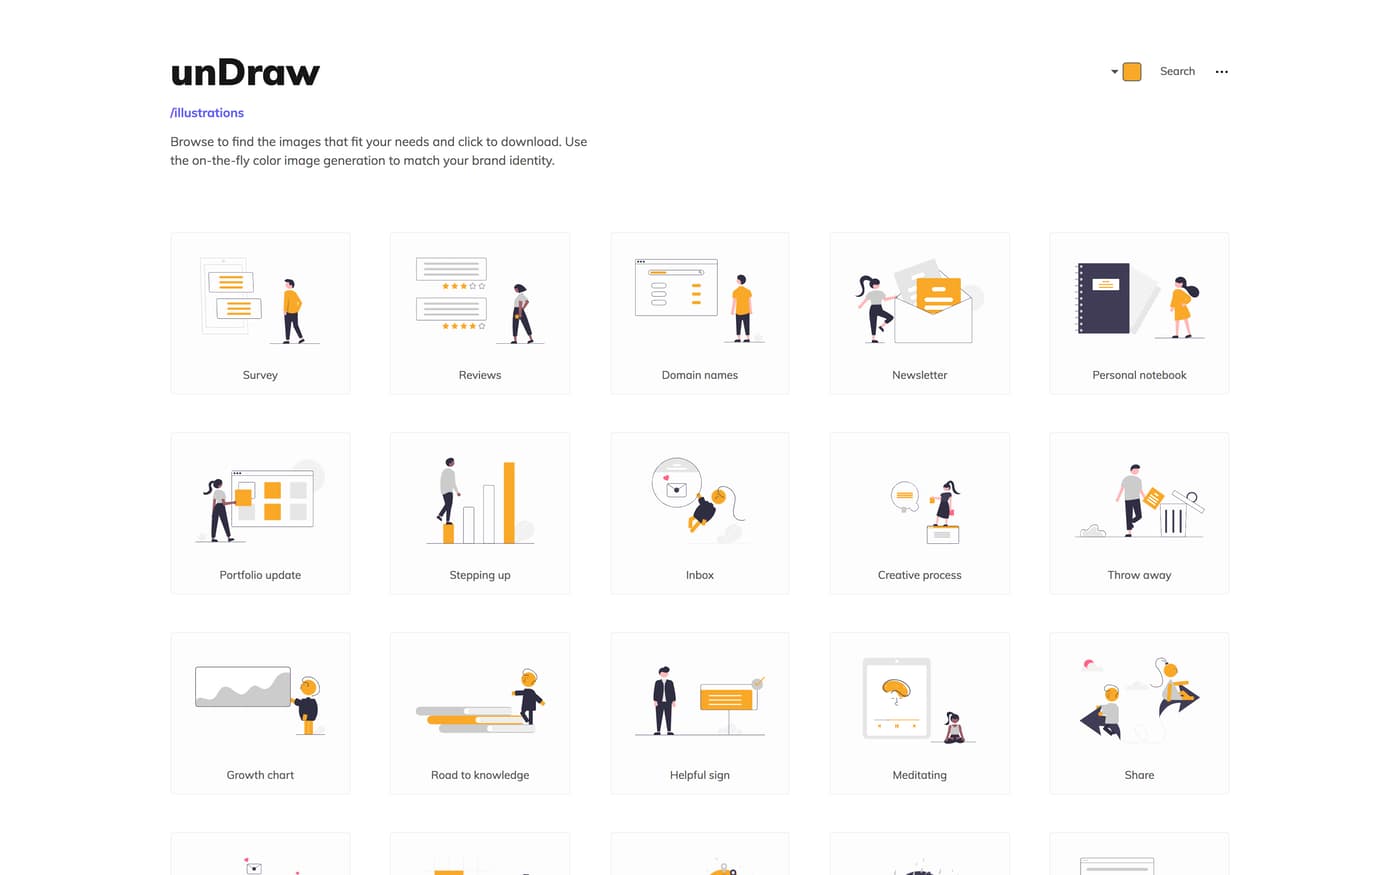 unDraw
Search
/illustrations
Browse to find the images that fit your needs and click to download. Use
the on-the-fly color image generation to match your brand identity.
Survey
Reviews
Domain names
Newsletter
Personal notebook
Portfolio update
Stepping up
Inbox
Creative process
Throw away
Growth chart
Road to knowledge
Helpful sign
Meditating
Share